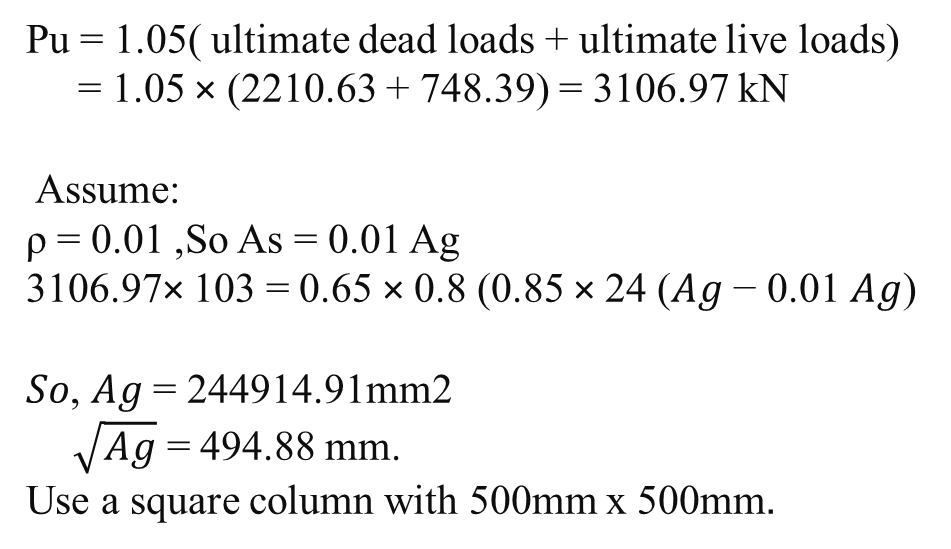 Pu = 1.05( ultimate dead loads + ultimate live loads)
= 1.05 × (2210.63 + 748.39) = 3106.97 kN
Assume:
ρ = 0.01 ,So As = 0.01 Ag
3106.97× 103 = 0.65 × 0.8 (0.85 × 24 (Ag − 0.01 Ag)
So, Ag = 244914.91mm2
√Ag = 494.88 mm.
Use a square column with 500mm x 500mm.